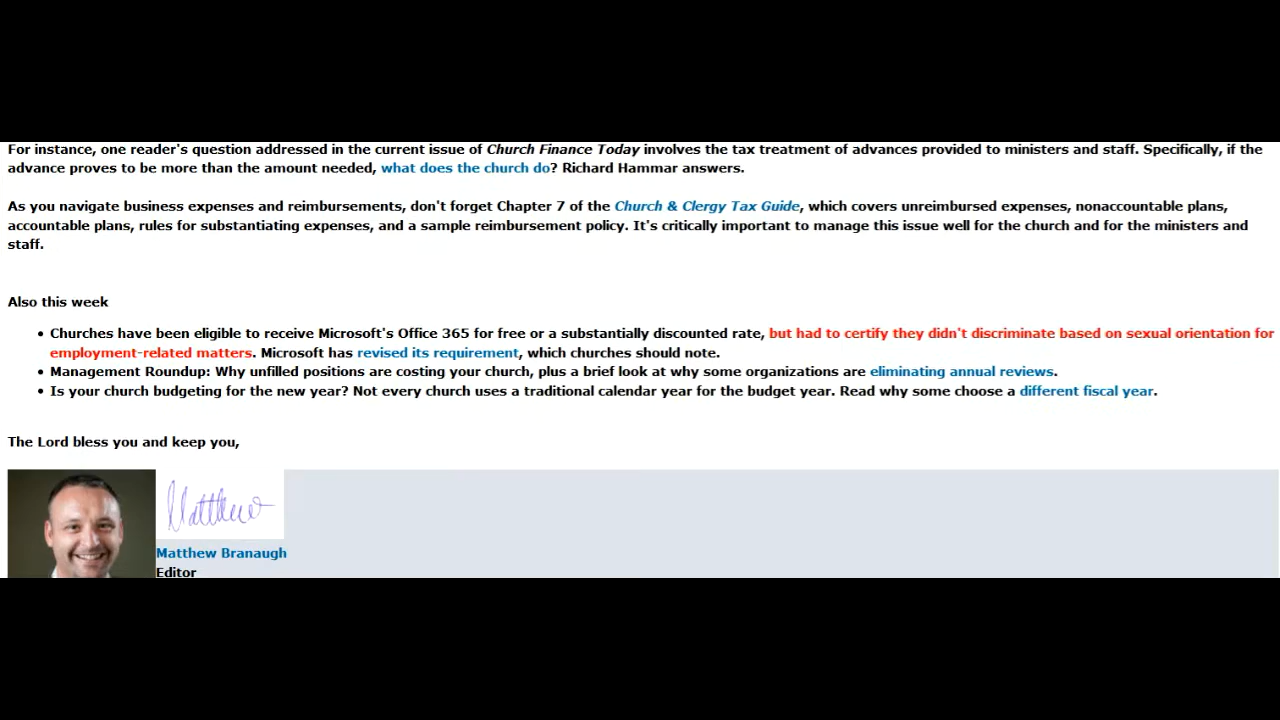 For instance, one reader's question addressed in the current issue of Church Finance Today involves the tax treatment of advances provided to ministers and staff. Specifically, if the
advance proves to be more than the amount needed, what does the church do? Richard Hammar answers.
As you navigate business expenses and reimbursements, don't forget Chapter 7 of the Church & Clergy Tax Guide, which covers unreimbursed expenses, nonaccountable plans,
accountable plans, rules for substantiating expenses, and a sample reimbursement policy. It's critically important to manage this issue well for the church and for the ministers and
staff.
Also this week
• Churches have been eligible to receive Microsoft's Office 365 for free or a substantially discounted rate, but had to certify they didn't discriminate based on sexual orientation for
employment-related matters. Microsoft has revised its requirement, which churches should note.
• Management Roundup: Why unfilled positions are costing your church, plus a brief look at why some organizations are eliminating annual reviews.
• Is your church budgeting for the new year? Not every church uses a traditional calendar year for the budget year. Read why some choose a different fiscal year.
The Lord bless you and keep you,
Matthew
Matthew Branaugh
Editor